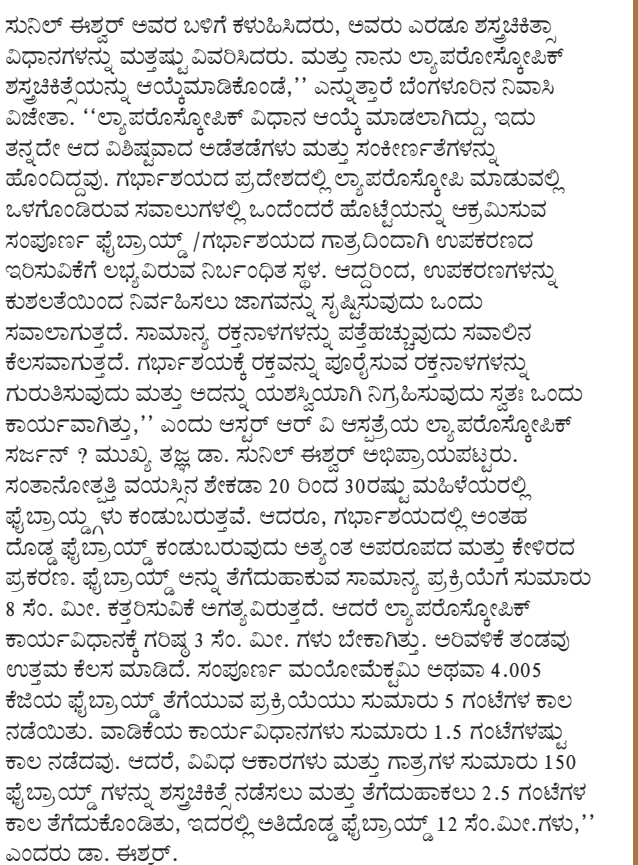 ಸುನಿಲ್ ಈಶ್ವರ್ ಅವರ ಬಳಿಗೆ ಕಳುಹಿಸಿದರು, ಅವರು ಎರಡೂ ಶಸ್ತ್ರಚಿಕಿತ್ಸಾ
ವಿಧಾನಗಳನ್ನು ಮತ್ತಷ್ಟು ವಿವರಿಸಿದರು. ಮತ್ತು ನಾನು ಲ್ಯಾಪರೋಸ್ಕೋಪಿಕ್
ಶಸ್ತ್ರಚಿಕಿತ್ಸೆಯನ್ನು ಆಯ್ಕೆಮಾಡಿಕೊಂಡೆ,’’ ಎನ್ನುತ್ತಾರೆ ಬೆಂಗಳೂರಿನ ನಿವಾಸಿ
ವಿಜೇತಾ. ‘‘ಲ್ಯಾಪರೊಸ್ಕೋಪಿಕ್ ವಿಧಾನ ಆಯ್ಕೆ ಮಾಡಲಾಗಿದ್ದು, ಇದು
ತನ್ನದೇ ಆದ ವಿಶಿಷ್ಟವಾದ ಅಡೆತಡೆಗಳು ಮತ್ತು ಸಂಕೀರ್ಣತೆಗಳನ್ನು
ಹೊಂದಿದ್ದವು. ಗರ್ಭಾಶಯದ ಪ್ರದೇಶದಲ್ಲಿ ಲ್ಯಾಪರೊಸ್ಕೋಪಿ ಮಾಡುವಲ್ಲಿ
ಒಳಗೊಂಡಿರುವ ಸವಾಲುಗಳಲ್ಲಿ ಒಂದೆಂದರೆ ಹೊಟ್ಟೆಯನ್ನು ಆಕ್ರಮಿಸುವ
ಸಂಪೂರ್ಣ ಫೈಬ್ರಾಯ್ಡ್ /ಗರ್ಭಾಶಯದ ಗಾತ್ರದಿಂದಾಗಿ ಉಪಕರಣದ
ಇರಿಸುವಿಕೆಗೆ ಲಭ್ಯವಿರುವ ನಿರ್ಬಂಧಿತ ಸ್ಥಳ. ಆದ್ದರಿಂದ, ಉಪಕರಣಗಳನ್ನು
ಕುಶಲತೆಯಿಂದ ನಿರ್ವಹಿಸಲು ಜಾಗವನ್ನು ಸೃಷ್ಟಿಸುವುದು ಒಂದು
ಸವಾಲಾಗುತ್ತದೆ. ಸಾಮಾನ್ಯ ರಕ್ತನಾಳಗಳನ್ನು ಪತ್ತೆಹಚ್ಚುವುದು ಸವಾಲಿನ
ಕೆಲಸವಾಗುತ್ತದೆ. ಗರ್ಭಾಶಯಕ್ಕೆ ರಕ್ತವನ್ನು ಪೂರೈಸುವ ರಕ್ತನಾಳಗಳನ್ನು
ಗುರುತಿಸುವುದು ಮತ್ತು ಅದನ್ನು ಯಶಸ್ವಿಯಾಗಿ ನಿಗ್ರಹಿಸುವುದು ಸ್ವತಃ ಒಂದು
ಕಾರ್ಯವಾಗಿತ್ತು,’’ ಎಂದು ಆಸ್ಟರ್ ಆರ್ ವಿ ಆಸ್ಪತ್ರೆಯ ಲ್ಯಾಪರೊಸ್ಕೋಪಿಕ್
ಸರ್ಜನ್ ? ಮುಖ್ಯ ತಜ್ಞ ಡಾ. ಸುನಿಲ್ ಈಶ್ವರ್ ಅಭಿಪ್ರಾಯಪಟ್ಟರು.
ಸಂತಾನೋತ್ಪತ್ತಿ ವಯಸ್ಸಿನ ಶೇಕಡಾ 20 ರಿಂದ 30ರಷ್ಟು ಮಹಿಳೆಯರಲ್ಲಿ
ಫೈಬ್ರಾಯ್ಡ್ಗಳು ಕಂಡುಬರುತ್ತವೆ. ಆದರೂ, ಗರ್ಭಾಶಯದಲ್ಲಿ ಅಂತಹ
ದೊಡ್ಡ ಫೈಬ್ರಾಯ್ಡ್ ಕಂಡುಬರುವುದು ಅತ್ಯಂತ ಅಪರೂಪದ ಮತ್ತು ಕೇಳಿರದ
ಪ್ರಕರಣ. ಫೈಬ್ರಾಯ್ಡ್ ಅನ್ನು ತೆಗೆದುಹಾಕುವ ಸಾಮಾನ್ಯ ಪ್ರಕ್ರಿಯೆಗೆ ಸುಮಾರು
8 ಸೆಂ. ಮೀ. ಕತ್ತರಿಸುವಿಕೆ ಅಗತ್ಯವಿರುತ್ತದೆ. ಆದರೆ ಲ್ಯಾಪರೊಸ್ಕೋಪಿಕ್
ಕಾರ್ಯವಿಧಾನಕ್ಕೆ ಗರಿಷ್ಠ 3 ಸೆಂ. ಮೀ. ಗಳು ಬೇಕಾಗಿತ್ತು. ಅರಿವಳಿಕೆ ತಂಡವು
ಉತ್ತಮ ಕೆಲಸ ಮಾಡಿದೆ. ಸಂಪೂರ್ಣ ಮಯೋಮೆಕ್ಟಮಿ ಅಥವಾ 4.005
ಕೆಜಿಯ ಫೈಬ್ರಾಯ್ಡ್ ತೆಗೆಯುವ ಪ್ರಕ್ರಿಯೆಯು ಸುಮಾರು 5 ಗಂಟೆಗಳ ಕಾಲ
ನಡೆಯಿತು. ವಾಡಿಕೆಯ ಕಾರ್ಯವಿಧಾನಗಳು ಸುಮಾರು 1.5 ಗಂಟೆಗಳಷ್ಟು
ಕಾಲ ನಡೆದವು. ಆದರೆ, ವಿವಿಧ ಆಕಾರಗಳು ಮತ್ತು ಗಾತ್ರಗಳ ಸುಮಾರು 150
ಫೈಬ್ರಾಯ್ಡ್ ಗಳನ್ನು ಶಸ್ತ್ರಚಿಕಿತ್ಸೆ ನಡೆಸಲು ಮತ್ತು ತೆಗೆದುಹಾಕಲು 2.5 ಗಂಟೆಗಳ
ಕಾಲ ತೆಗೆದುಕೊಂಡಿತು, ಇದರಲ್ಲಿ ಅತಿದೊಡ್ಡ ಫೈಬ್ರಾಯ್ಡ್ 12 ಸೆಂ.ಮೀ.ಗಳು,’’
ಎಂದರು ಡಾ. ಈಶ್ವರ್.